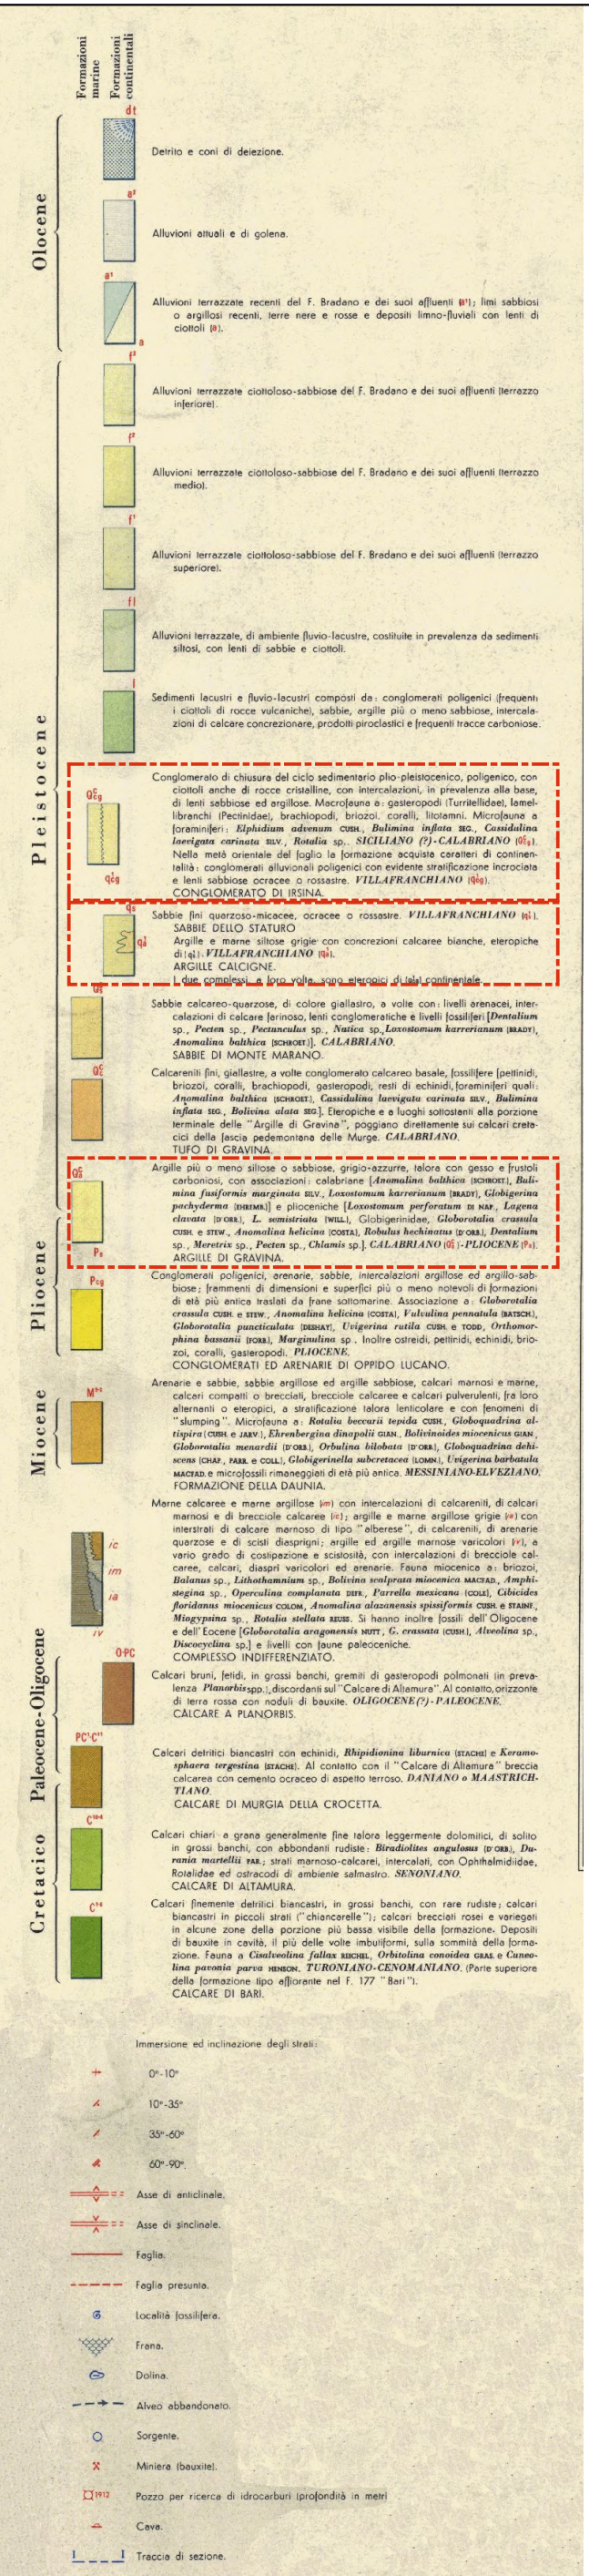 Formazioni
marine
Formazioni
continentali
Olocene
dt
Detrito e coni di deiezione.
a²
Alluvioni attuali e di golena.
a¹
Alluvioni terrazzate recenti del F. Bradano e dei suoi affluenti (a¹); limi sabbiosi
o argillosi recenti, terre nere e rosse e depositi limno-fluviali con lenti di
ciottoli (a).
a
Pleistocene
f³
Alluvioni terrazzate ciottoloso-sabbiose del F. Bradano e dei suoi affluenti (terrazzo
inferiore).
f²
Alluvioni terrazzate ciottoloso-sabbiose del F. Bradano e dei suoi affluenti (terrazzo
medio).
f¹
Alluvioni terrazzate ciottoloso-sabbiose del F. Bradano e dei suoi affluenti (terrazzo
superiore).
fl
Alluvioni terrazzate, di ambiente fluvio-lacustre, costituite in prevalenza da sedimenti
siltosi, con lenti di sabbie e ciottoli.
l
Sedimenti lacustri e fluvio-lacustri composti da: conglomerati poligenici (frequenti
i ciottoli di rocce vulcaniche), sabbie, argille più o meno sabbiose, intercala-
zioni di calcare concrezionare, prodotti piroclastici e frequenti tracce carboniose.
Conglomerato di chiusura del ciclo sedimentario plio-pleistocenico, poligenico, con
ciottoli anche di rocce cristalline, con intercalazioni, in prevalenza alla base,
di lenti sabbiose ed argillose. Macrofauna a: gasteropodi (Turritellidae), lamel-
libranchi (Pectinidae), brachiopodi, briozoi, coralli, litotamni. Microfauna a
foraminiferi: Elphidium advenum CUSH., Bulimina inflata SEG., Cassidulina
laevigata carinata SILV., Rotalia sp.. SICILIANO (?)-CALABRIANO (Qᶜcg).
Nella metà orientale del foglio la formazione acquista caratteri di continen-
talità: conglomerati alluvionali poligenici con evidente stratificazione incrociata
e lenti sabbiose ocracee o rossastre. VILLAFRANCHIANO (q¹cg).
CONGLOMERATO DI IRSINA.
Qᶜcg
q¹cg
Sabbie fini quarzoso-micacee, ocracee o rossastre. VILLAFRANCHIANO (q¹s).
SABBIE DELLO STATURO
Argille e marne siltose grigie con concrezioni calcaree bianche, eteropiche
di (q¹s). VILLAFRANCHIANO (q¹a).
ARGILLE CALCIGNE.
I due complessi, a loro volta, sono eteropici di (q¹cg) continentale.
Sabbie calcareo-quarzose, di colore giallastro, a volte con: livelli arenacei, inter-
calazioni di calcare farinoso, lenti conglomeratiche e livelli fossiliferi [Dentalium
sp., Pecten sp., Pectunculus sp., Natica sp., Loxostomum karrerianum (BRADY),
Anomalina balthica (SCHROET.)]. CALABRIANO.
SABBIE DI MONTE MARANO.
Calcareniti fini, giallastre, a volte conglomerato calcareo basale, fossilifere [pettinidi,
briozoi, coralli, brachiopodi, gasteropodi, resti di echinidi, foraminiferi quali:
Anomalina balthica (SCHROET.), Cassidulina laevigata carinata SILV., Bulimina
inflata SEG., Bolivina alata SEG.]. Eteropiche e a luoghi sottostanti alla porzione
terminale delle "Argille di Gravina", poggiano direttamente sui calcari creta-
cici della fascia pedemontana delle Murge. CALABRIANO.
TUFO DI GRAVINA.
Pliocene
Argille più o meno siltose o sabbiose, grigio-azzurre, talora con gesso e frustoli
carboniosi, con associazioni: calabriane [Anomalina balthica (SCHROET.), Buli-
mina fusiformis marginata SILV., Loxostomum karrerianum (BRADY), Globigerina
pachyderma (EHREMB.)] e plioceniche [Loxostomum perforatum DI NAP., Lagena
clavata (D'ORB.), L. semistriata (WILL.), Globigerinidae, Globorotalia crassula
CUSH. e STEW., Anomalina helicina (COSTA), Robulus hechinatus (D'ORB.), Dentalium
sp., Meretrix sp., Pecten sp., Chlamis sp.]. CALABRIANO (Qᶜa)-PLIOCENE (Pa).
ARGILLE DI GRAVINA.
Qᶜa
Pa
Pcg
Conglomerati poligenici, arenarie, sabbie, intercalazioni argillose ed argillo-sab-
biose; frammenti di dimensioni e superfici più o meno notevoli di formazioni
di età più antica traslati da frane sottomarine. Associazione a: Globorotalia
crassula CUSH. e STEW., Anomalina helicina (COSTA), Vulvulina pennatula (BATSCH.),
Globorotalia puncticulata (DESHAY), Uvigerina rutila CUSH. e TODD, Orthomor-
phina bassanii (FORB.), Marginulina sp. Inoltre ostreidi, pettinidi, echinidi, brio-
zoi, coralli, gasteropodi. PLIOCENE.
CONGLOMERATI ED ARENARIE DI OPPIDO LUCANO.
Miocene
Arenarie e sabbie, sabbie argillose ed argille sabbiose, calcari marnosi e marne,
calcari compatti o brecciati, brecciole calcaree e calcari pulverulenti, fra loro
alternanti o eteropici, a stratificazione talora lenticolare e con fenomeni di
"slumping". Microfauna a: Rotalia beccarii tepida CUSH., Globoquadrina al-
tispira (CUSH. e JARV.), Ehrenbergina dinapolii GIAN., Bolivinoides miocenicus GIAN.,
Globorotalia menardii (D'ORB.), Orbulina bilobata (D'ORB.), Globoquadrina dehi-
scens (CHAP., PARR. e COLL.), Globigerinella subcretacea (LOMN.), Uvigerina barbatula
MACFAD. e microfossili rimaneggiati di età più antica. MESSINIANO-ELVEZIANO.
FORMAZIONE DELLA DAUNIA.
Marne calcaree e marne argillose (im) con intercalazioni di calcareniti, di calcari
marnosi e di brecciole calcaree (ic); argille e marne argillose grigie (ia) con
interstrati di calcare marnoso di tipo "alberese", di calcareniti, di arenarie
quarzose e di scisti diasprigni; argille ed argille marnose varicolori (iv), a
vario grado di costipazione e scistosità, con intercalazioni di brecciole cal-
caree, calcari, diaspri varicolori ed arenarie. Fauna miocenica a: briozoi,
Balanus sp., Lithothamnium sp., Bolivina scalprata miocenica MACFAD., Amphi-
stegina sp., Operculina complanata DEFR., Parrella mexicana (COLE), Cibicides
floridanus miocenicus COLOM, Anomalina alazanensis spissiformis CUSH. e STAINF.,
Miogypsina sp., Rotalia stellata REUSS. Si hanno inoltre fossili dell'Oligocene
e dell'Eocene [Globorotalia aragonensis NUTT, G. crassata (CUSH.), Alveolina sp.,
Discocyclina sp.] e livelli con faune paleoceniche.
COMPLESSO INDIFFERENZIATO.
ic
im
ia
iv
Paleocene-Oligocene
O-PC
Calcari bruni, fetidi, in grossi banchi, gremiti di gasteropodi polmonati (in preva-
lenza Planorbis spp.), discordanti sul "Calcare di Altamura". Al contatto, orizzonte
di terra rossa con noduli di bauxite. OLIGOCENE(?)-PALEOCENE.
CALCARE A PLANORBIS.
Cretacico
Calcari detritici biancastri con echinidi, Rhipidionina liburnica (STACHE) e Keramo-
sphaera tergestina (STACHE). Al contatto con il "Calcare di Altamura" breccia
calcarea con cemento ocraceo di aspetto terroso. DANIANO o MAASTRICH-
TIANO.
CALCARE DI MURGIA DELLA CROCETTA.
Calcari chiari a grana generalmente fine talora leggermente dolomitici, di solito
in grossi banchi, con abbondanti rudiste: Biradiolites angulosus (D'ORB.), Du-
rania martellii PAR.; strati marnoso-calcarei, intercalati, con Ophthalmidiidae,
Rotalidae ed ostracodi di ambiente salmastro. SENONIANO.
CALCARE DI ALTAMURA.
Calcari finemente detritici biancastri, in grossi banchi, con rare rudiste; calcari
biancastri in piccoli strati ("chiancarelle"); calcari brecciati rosei e variegati
in alcune zone della porzione più bassa visibile della formazione. Depositi
di bauxite in cavità, il più delle volte imbutiformi, sulla sommità della forma-
zione. Fauna a Cisalveolina fallax REICHEL, Orbitolina conoidea GRAS. e Cuneo-
lina pavonia parva HENSON. TURONIANO-CENOMANIANO. (Parte superiore
della formazione tipo affiorante nel F. 177 "Bari").
CALCARE DI BARI.
Immersione ed inclinazione degli strati:
0°-10°
10°-35°
35°-60°
60°-90°.
Asse di anticlinale.
Asse di sinclinale.
Faglia.
Faglia presunta.
Località fossilifera.
Frana.
Dolina.
Alveo abbandonato.
Sorgente.
Miniera (bauxite).
1912 Pozzo per ricerca di idrocarburi (profondità in metri
Cava.
I I Traccia di sezione.